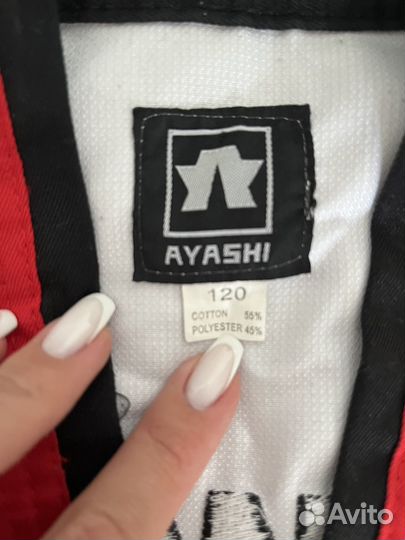 AYASHI
120
COTTON 55%
POLYESTER 45%
Avito